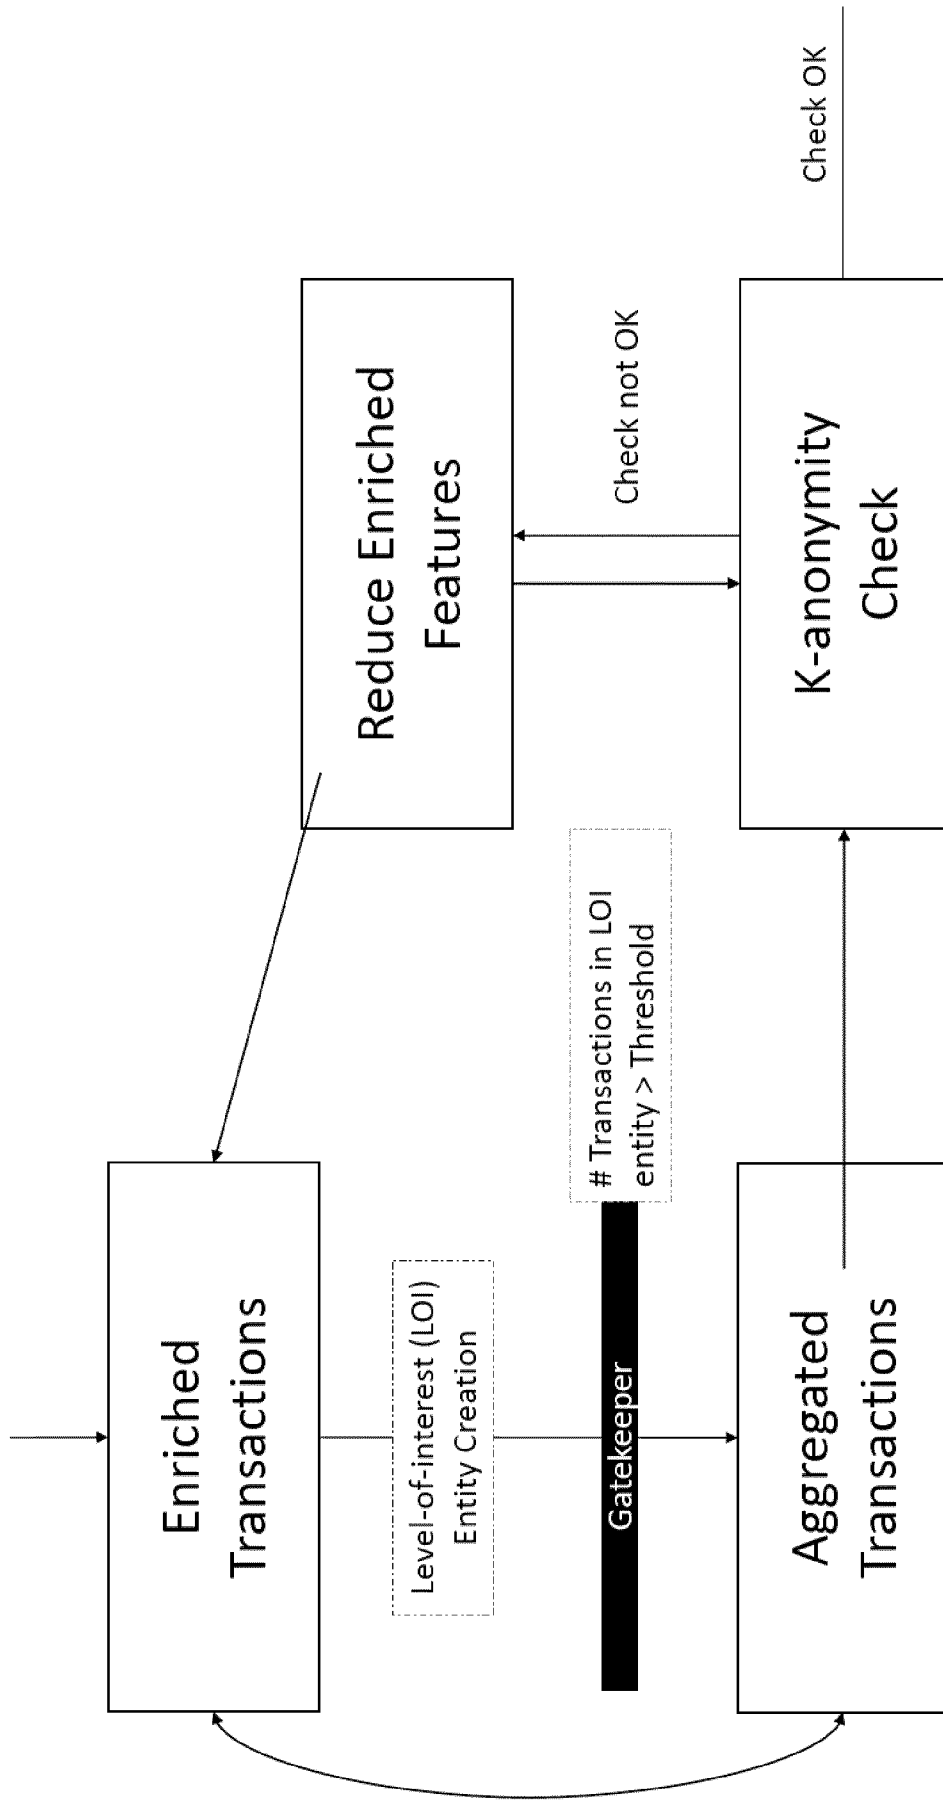 Enriched
Transactions
Level-of-interest (LOI)
Entity Creation
Gatekeeper
# Transactions in LOI
entity > Threshold
Aggregated
Transactions
Reduce Enriched
Features
Check not OK
K-anonymity
Check
Check OK